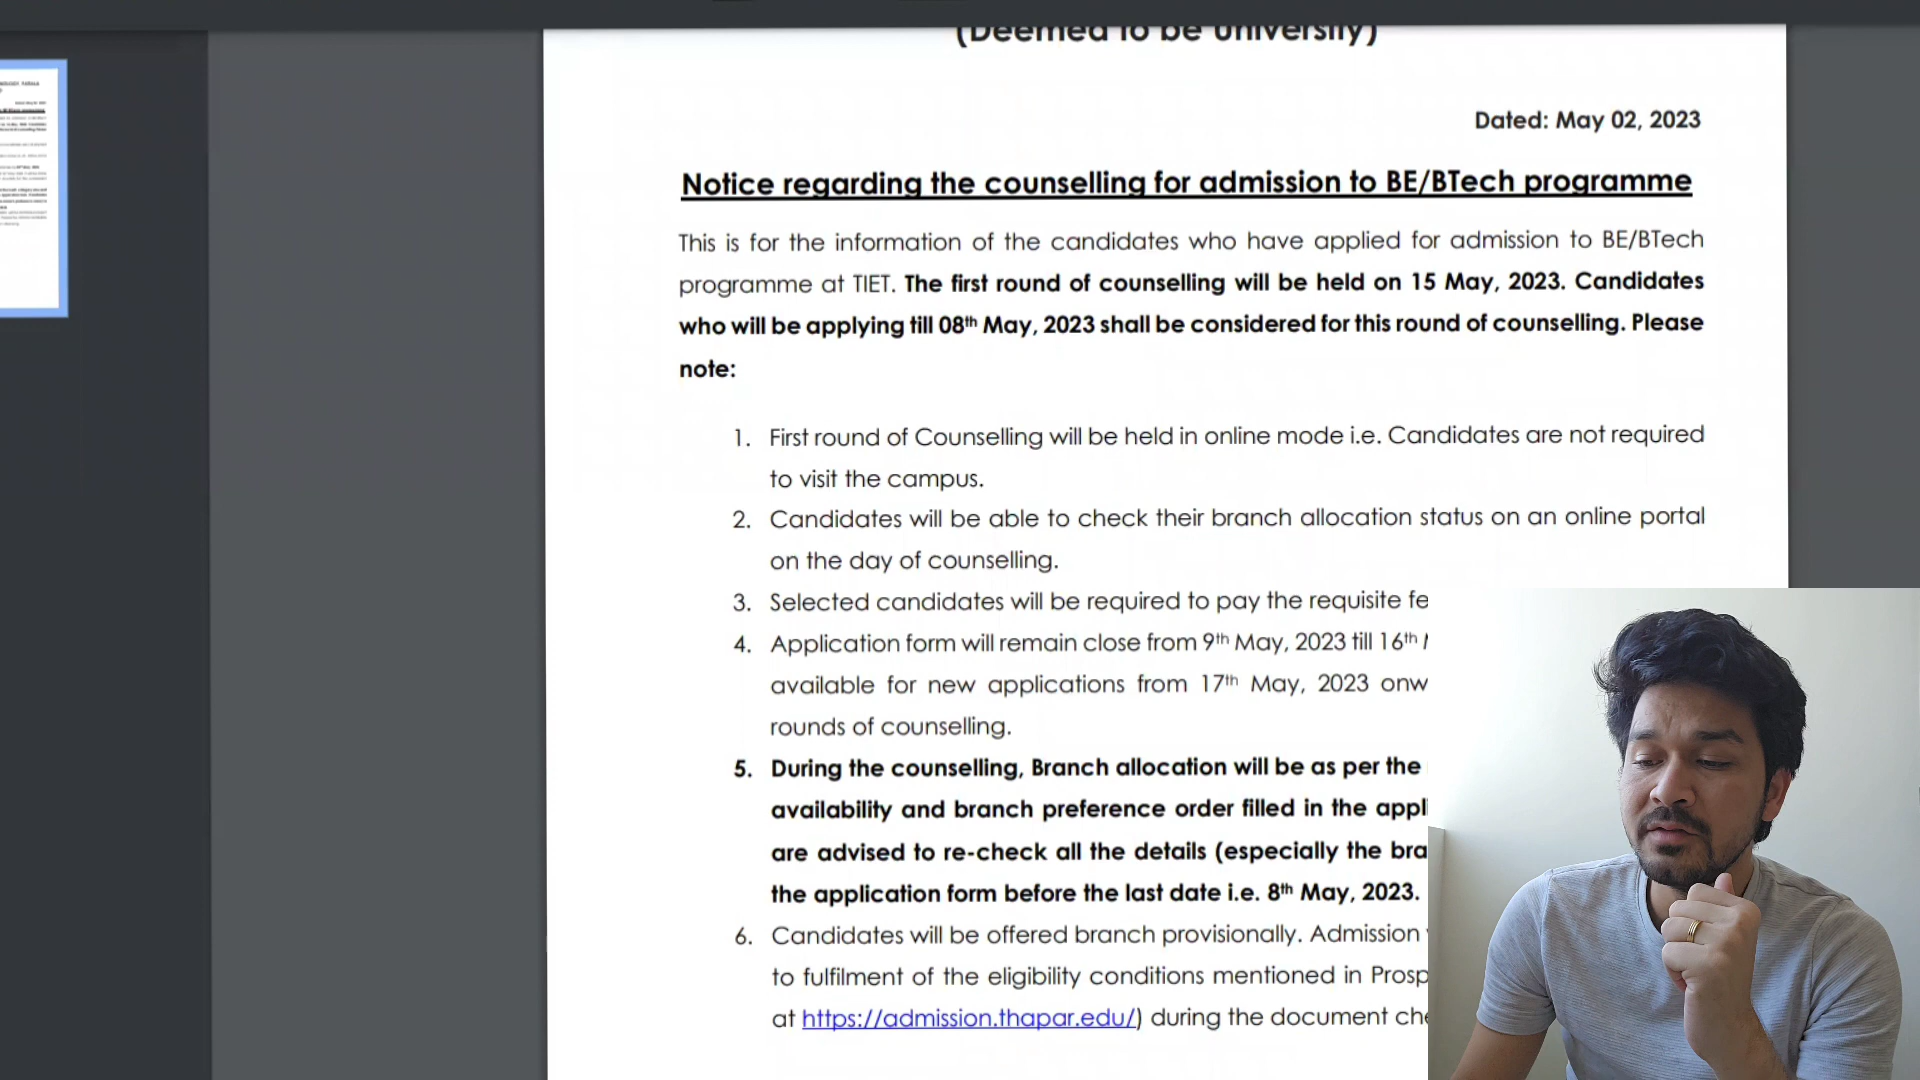 (Deemed to be University)
Dated: May 02, 2023
Notice regarding the counselling for admission to BE/BTech programme
This is for the information of the candidates who have applied for admission to BE/BTech
programme at TIET. The first round of counselling will be held on 15 May, 2023. Candidates
who will be applying till 08th May, 2023 shall be considered for this round of counselling. Please
note:
1. First round of Counselling will be held in online mode i.e. Candidates are not required
to visit the campus.
2. Candidates will be able to check their branch allocation status on an online portal
on the day of counselling.
3. Selected candidates will be required to pay the requisite fe
4. Application form will remain close from 9th May, 2023 till 16th
available for new applications from 17th May, 2023 onw
rounds of counselling.
5. During the counselling, Branch allocation will be as per the
availability and branch preference order filled in the appl
are advised to re-check all the details (especially the bra
the application form before the last date i.e. 8th May, 2023.
6. Candidates will be offered branch provisionally. Admission
to fulfilment of the eligibility conditions mentioned in Prosp
at https://admission.thapar.edu/) during the document che